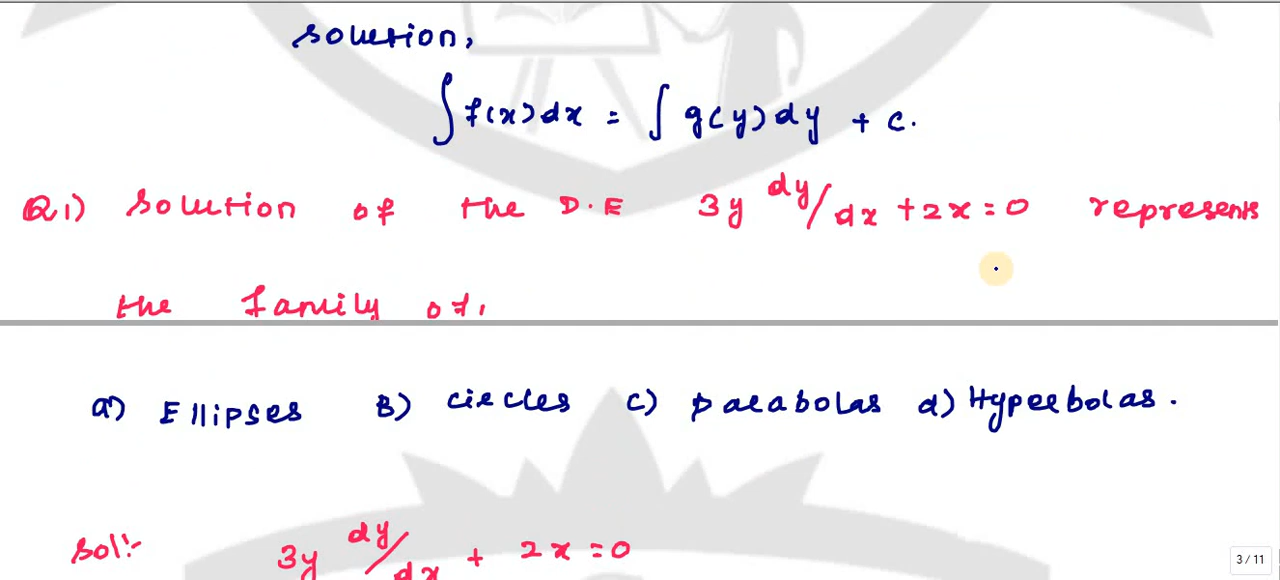 solution,
∫ f(x)dx = ∫ g(y)dy + c.
Q1) solution of the D.E 3y dy/dx +2x=0 represents
the family of,
a) Ellipses B) circles c) parabolas d) Hyperbolas.
Sol:- 3y dy/dx + 2x =0
3 / 11